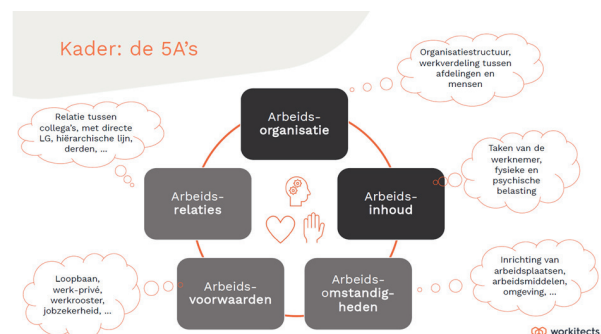 Kader: de 5A's
Organisatiestructuur,
werkverdeling tussen
afdelingen en
mensen
Arbeids-
organisatie
Relatie tussen
collega's, met directe
LG, hiërarchische lijn,
derden, ...
Taken van de
werknemer,
fysieke en
psychische
belasting
Arbeids-
relaties
Arbeids-
inhoud
Inrichting van
arbeidsplaatsen,
arbeidsmiddelen,
omgeving, ...
Loopbaan,
werk-privé,
werkrooster,
jobzekerheid, ...
Arbeids-
voorwaarden
Arbeids-
omstandig-
heden
workitects